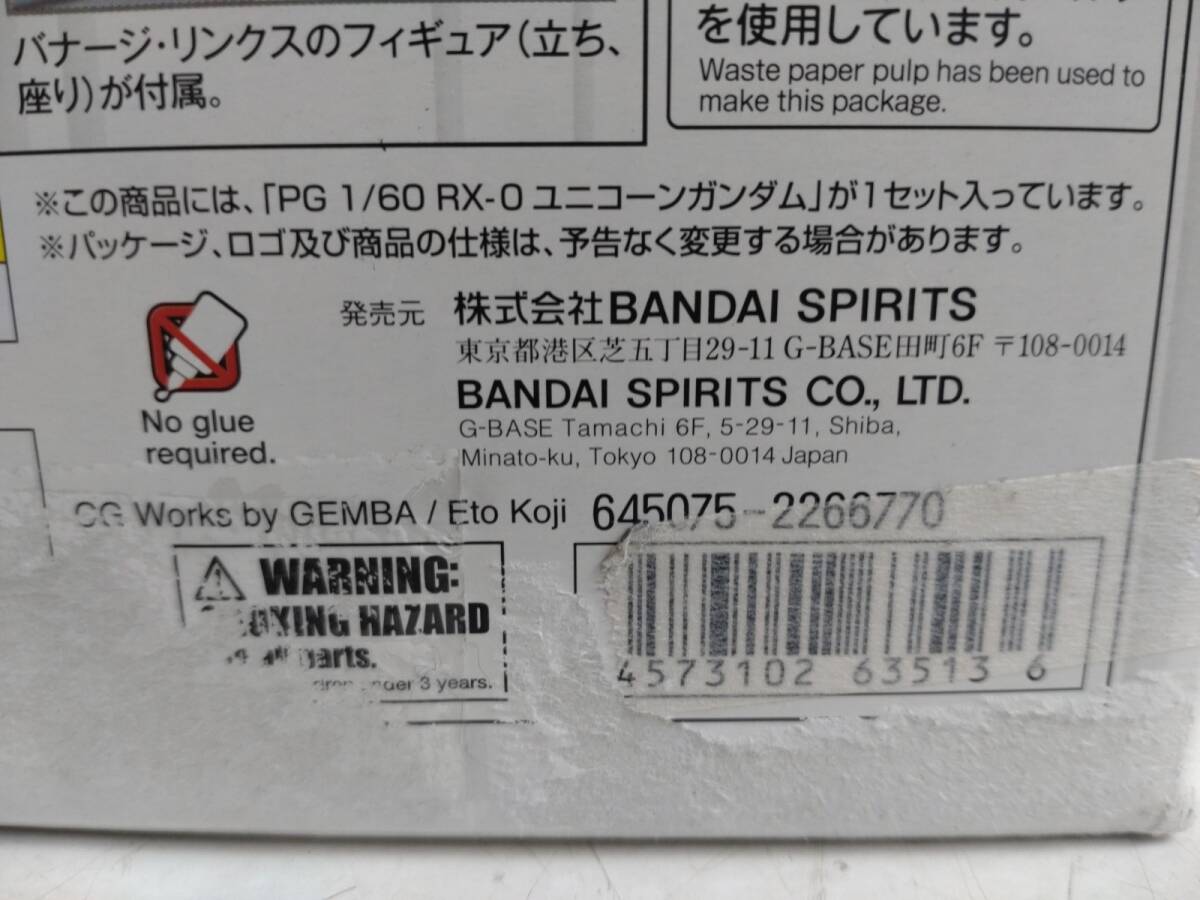 バナージ・リンクスのフィギュア(立ち、
座り)が付属。
を使用しています。
Waste paper pulp has been used to
make this package.
※この商品には、「PG 1/60 RX-0 ユニコーンガンダム」が1セット入っています。
※パッケージ、ロゴ及び商品の仕様は、予告なく変更する場合があります。
No glue
required.
発売元 株式会社BANDAI SPIRITS
東京都港区芝五丁目29-11 G-BASE田町6F 〒108-0014
BANDAI SPIRITS CO., LTD.
G-BASE Tamachi 6F, 5-29-11, Shiba,
Minato-ku, Tokyo 108-0014 Japan
CG Works by GEMBA / Eto Koji 645075-2266770
WARNING:
HAZARD
parts.
3 years.
4573102 63513 6